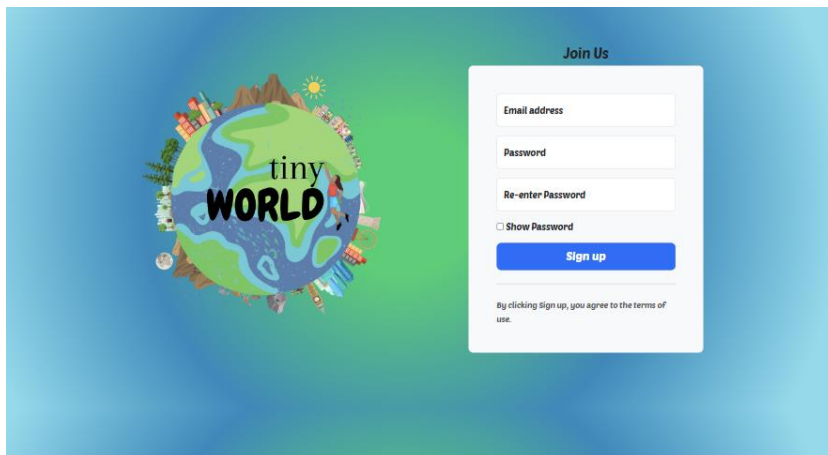 Join Us
tiny
WORLD
Email address
Password
Re-enter Password
Show Password
Sign up
By clicking Sign up, you agree to the terms of
use.